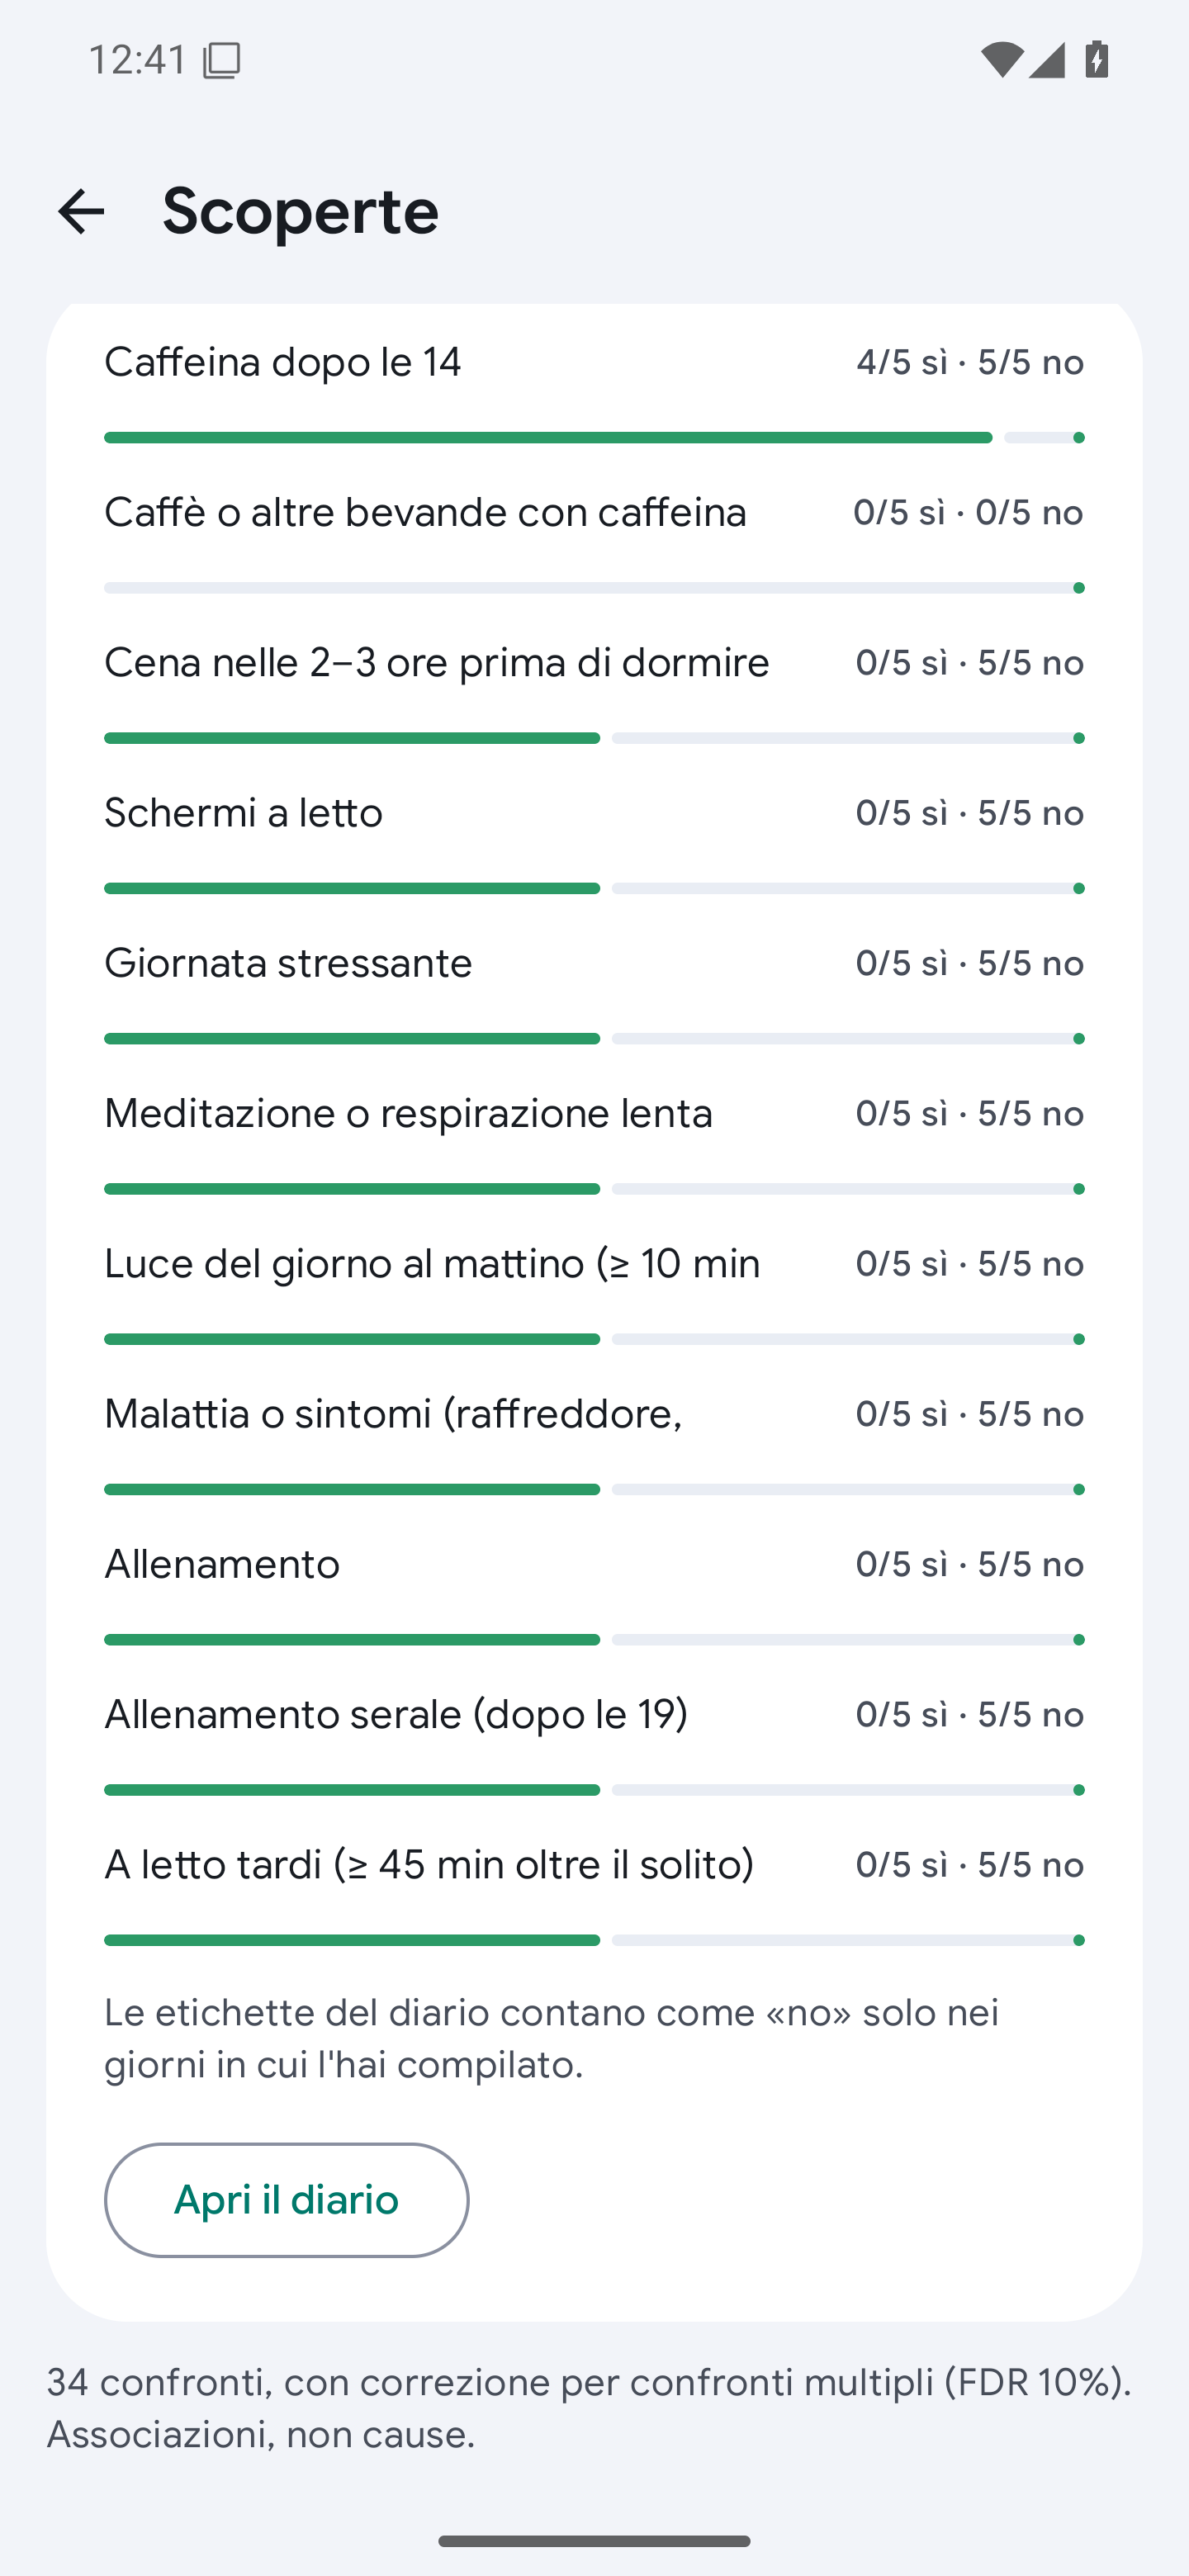 12:41
Scoperte
Caffeina dopo le 14 4/5 sì · 5/5 no
Caffè o altre bevande con caffeina 0/5 sì · 0/5 no
Cena nelle 2–3 ore prima di dormire 0/5 sì · 5/5 no
Schermi a letto 0/5 sì · 5/5 no
Giornata stressante 0/5 sì · 5/5 no
Meditazione o respirazione lenta 0/5 sì · 5/5 no
Luce del giorno al mattino (≥ 10 min 0/5 sì · 5/5 no
Malattia o sintomi (raffreddore, 0/5 sì · 5/5 no
Allenamento 0/5 sì · 5/5 no
Allenamento serale (dopo le 19) 0/5 sì · 5/5 no
A letto tardi (≥ 45 min oltre il solito) 0/5 sì · 5/5 no
Le etichette del diario contano come «no» solo nei
giorni in cui l'hai compilato.
Apri il diario
34 confronti, con correzione per confronti multipli (FDR 10%).
Associazioni, non cause.